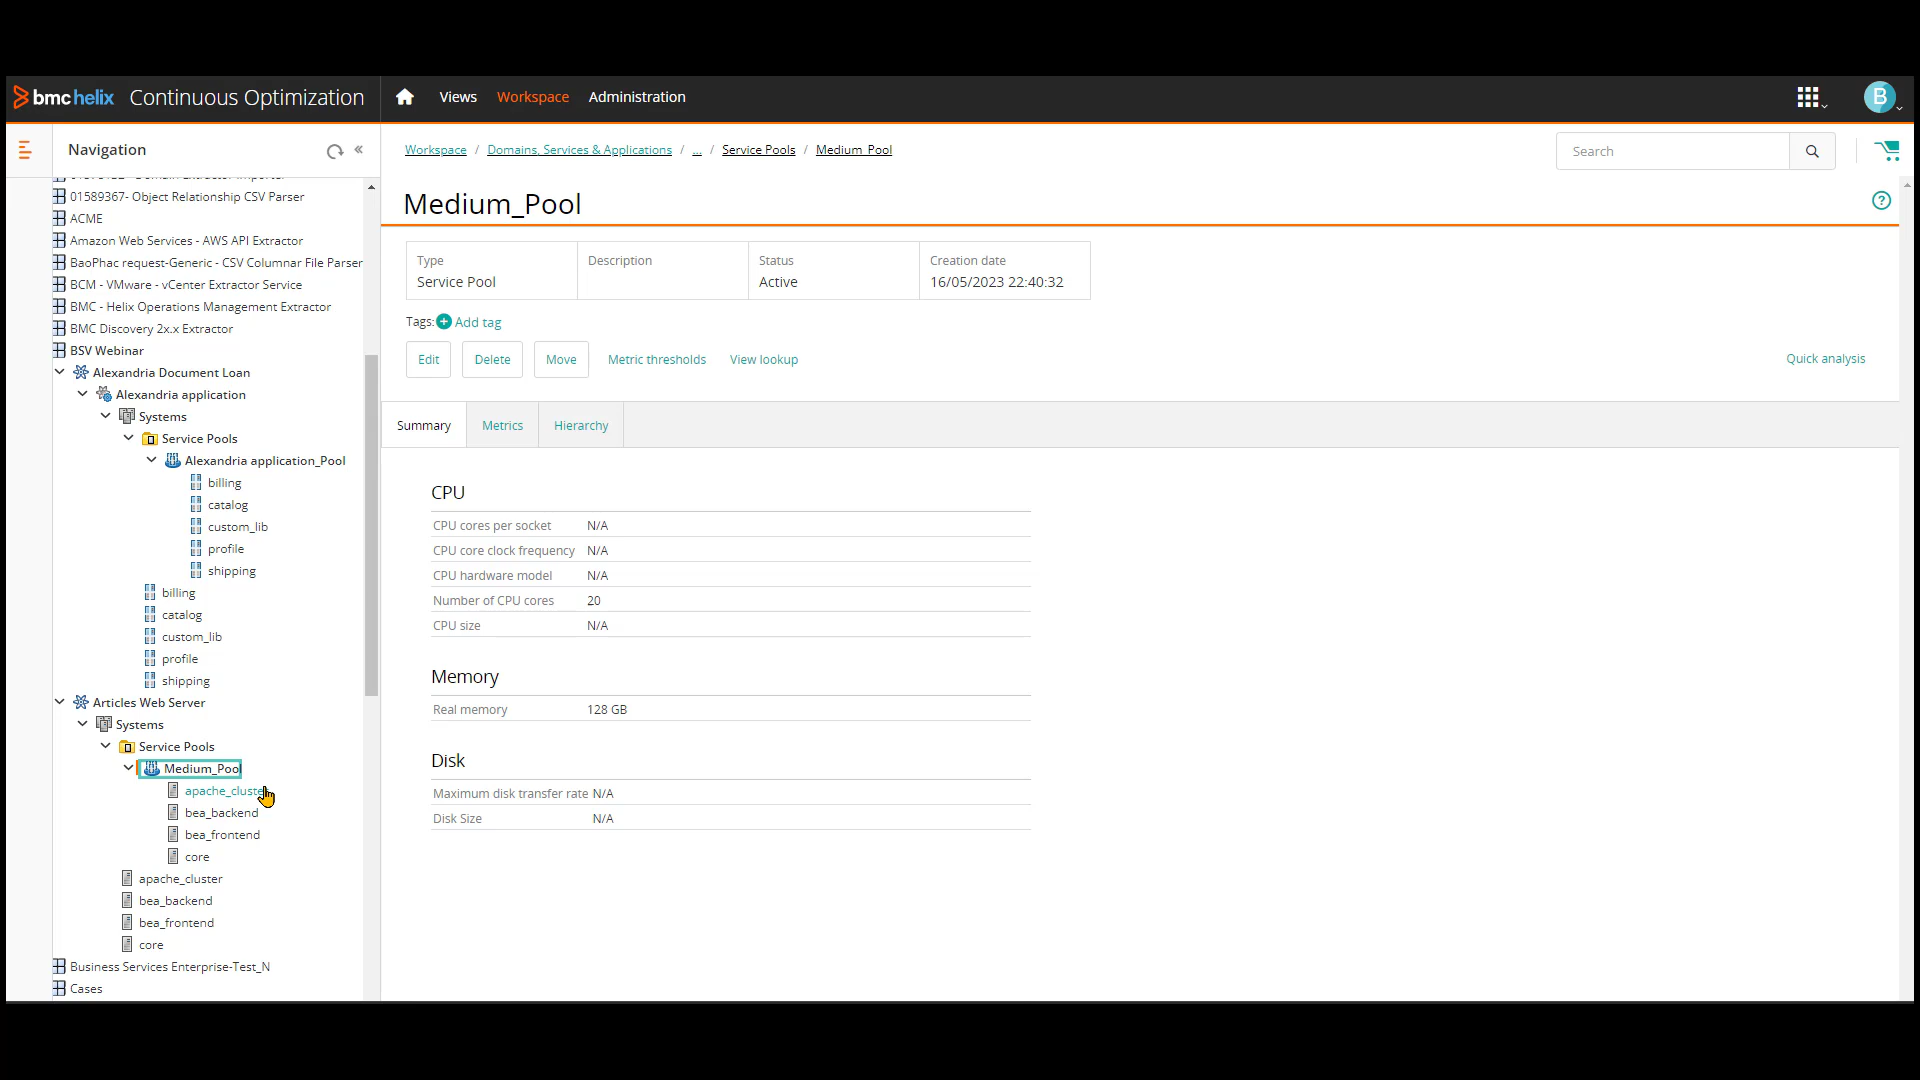 bmchelix Continuous Optimization
Views Workspace Administration
B
Navigation
01589367- Object Relationship CSV Parser
ACME
Amazon Web Services - AWS API Extractor
BaoPhac request-Generic - CSV Columnar File Parser
BCM - VMware - vCenter Extractor Service
BMC - Helix Operations Management Extractor
BMC Discovery 2x.x Extractor
BSV Webinar
Alexandria Document Loan
Alexandria application
Systems
Service Pools
Alexandria application_Pool
billing
catalog
custom_lib
profile
shipping
billing
catalog
custom_lib
profile
shipping
Articles Web Server
Systems
Service Pools
Medium_Pool
apache_cluste
bea_backend
bea_frontend
core
apache_cluster
bea_backend
bea_frontend
core
Business Services Enterprise-Test_N
Cases
Workspace / Domains, Services & Applications / ... / Service Pools / Medium_Pool
Search
Medium_Pool
?
Type Description Status Creation date
Service Pool Active 16/05/2023 22:40:32
Tags: Add tag
Edit Delete Move Metric thresholds View lookup Quick analysis
Summary Metrics Hierarchy
CPU
CPU cores per socket N/A
CPU core clock frequency N/A
CPU hardware model N/A
Number of CPU cores 20
CPU size N/A
Memory
Real memory 128 GB
Disk
Maximum disk transfer rate N/A
Disk Size N/A